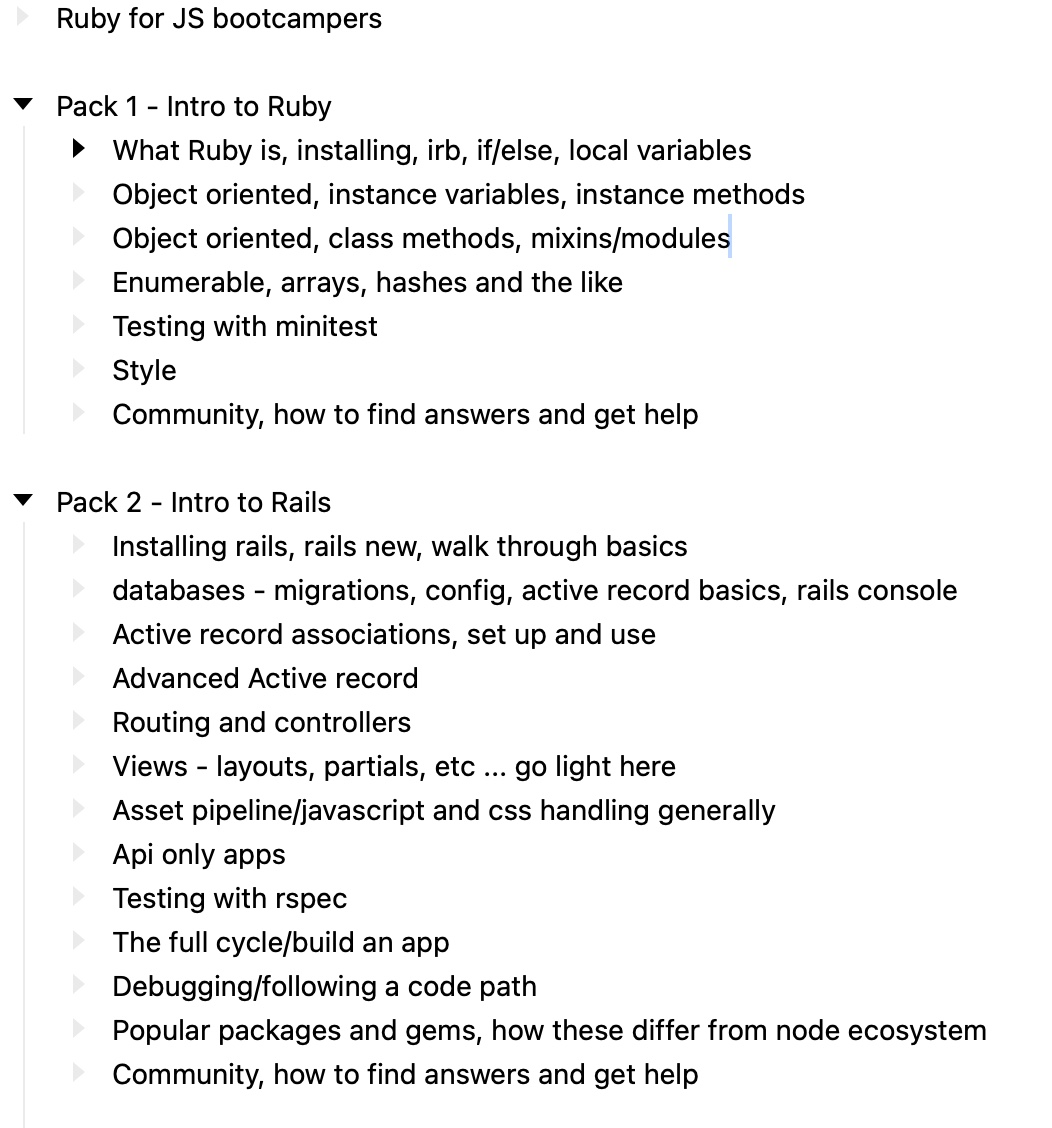 Ruby for JS bootcampers
Pack 1 - Intro to Ruby
What Ruby is, installing, irb, if/else, local variables
Object oriented, instance variables, instance methods
Object oriented, class methods, mixins/modules
Enumerable, arrays, hashes and the like
Testing with minitest
Style
Community, how to find answers and get help
Pack 2 - Intro to Rails
Installing rails, rails new, walk through basics
databases - migrations, config, active record basics, rails console
Active record associations, set up and use
Advanced Active record
Routing and controllers
Views - layouts, partials, etc ... go light here
Asset pipeline/javascript and css handling generally
Api only apps
Testing with rspec
The full cycle/build an app
Debugging/following a code path
Popular packages and gems, how these differ from node ecosystem
Community, how to find answers and get help